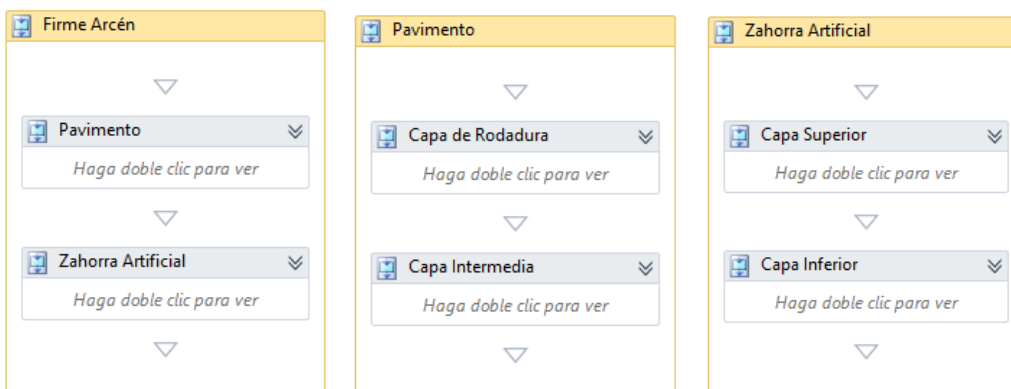 Firme Arcén
Pavimento
Haga doble clic para ver
Zahorra Artificial
Haga doble clic para ver
Pavimento
Capa de Rodadura
Haga doble clic para ver
Capa Intermedia
Haga doble clic para ver
Zahorra Artificial
Capa Superior
Haga doble clic para ver
Capa Inferior
Haga doble clic para ver